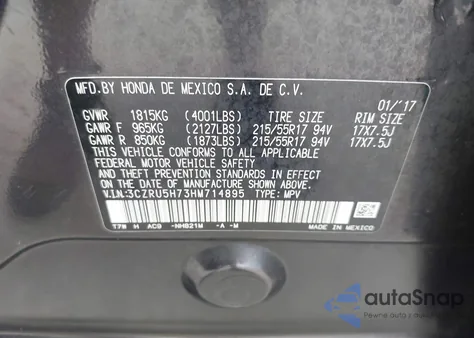 MFD.BY HONDA DE MEXICO S.A. DE C.V.
01/'17
GVWR 1815KG (4001LBS) TIRE SIZE RIM SIZE
GAWR F 965KG (2127LBS) 215/55R17 94V 17X7.5J
GAWR R 850KG (1873LBS) 215/55R17 94V 17X7.5J
THIS VEHICLE CONFORMS TO ALL APPLICABLE
FEDERAL MOTOR VEHICLE SAFETY, BUMPER,
AND THEFT PREVENTION STANDARDS IN EFFECT
ON THE DATE OF MANUFACTURE SHOWN ABOVE.
V.I.N.:3CZRU5H73HM714895 TYPE: MPV
T7W H AC9 -NH821M -A -M
MADE IN MEXICO
autoSnap